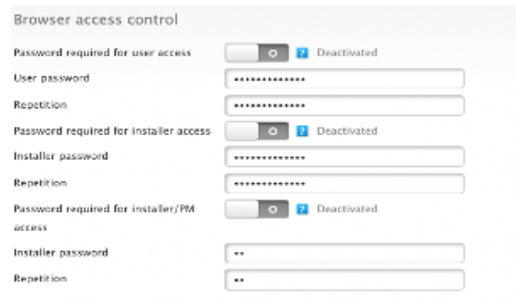 Browser access control
Password required for user access O ? Deactivated
User password •••••••••••••
Repetition •••••••••••••
Password required for installer access O ? Deactivated
Installer password •••••••••••••
Repetition •••••••••••••
Password required for installer/PM O ? Deactivated
access
Installer password ••
Repetition ••